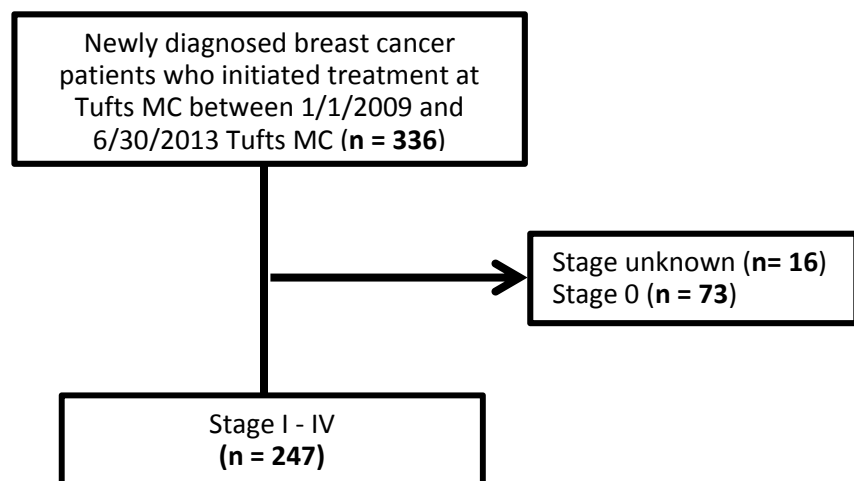 Newly diagnosed breast cancer
patients who initiated treatment at
Tufts MC between 1/1/2009 and
6/30/2013 Tufts MC (n = 336)
Stage unknown (n= 16)
Stage 0 (n = 73)
Stage I - IV
(n = 247)